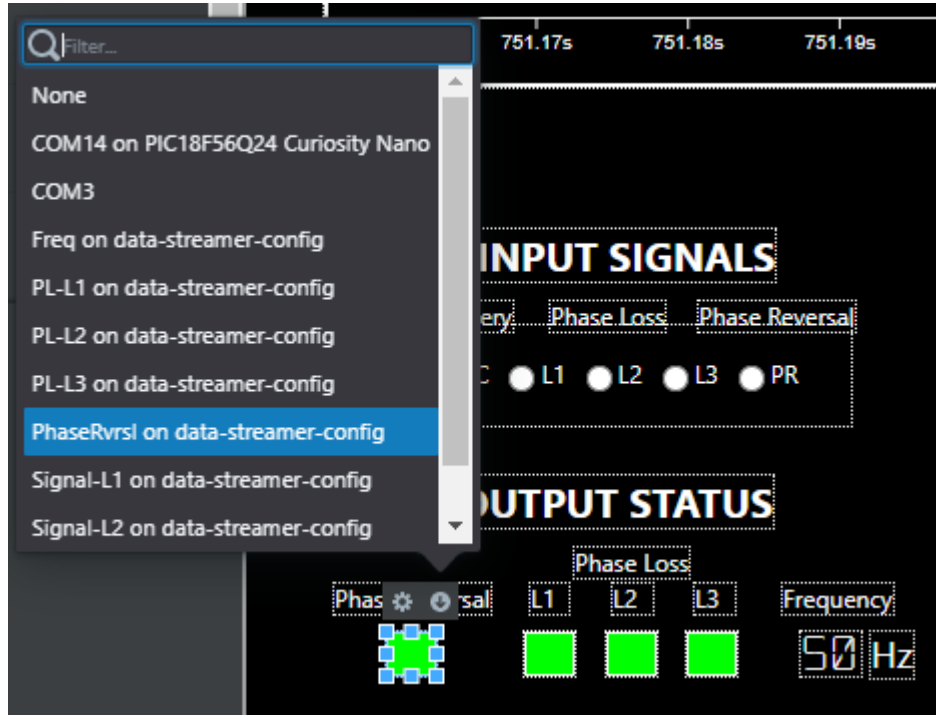 Filter...
None
COM14 on PIC18F56Q24 Curiosity Nano
COM3
Freq on data-streamer-config
PL-L1 on data-streamer-config
PL-L2 on data-streamer-config
PL-L3 on data-streamer-config
PhaseRvrsl on data-streamer-config
Signal-L1 on data-streamer-config
Signal-L2 on data-streamer-config
751.17s 751.18s 751.19s
INPUT SIGNALS
ery Phase Loss Phase Reversal
C L1 L2 L3 PR
OUTPUT STATUS
Phase Loss
Phas sal L1 L2 L3 Frequency
50 Hz